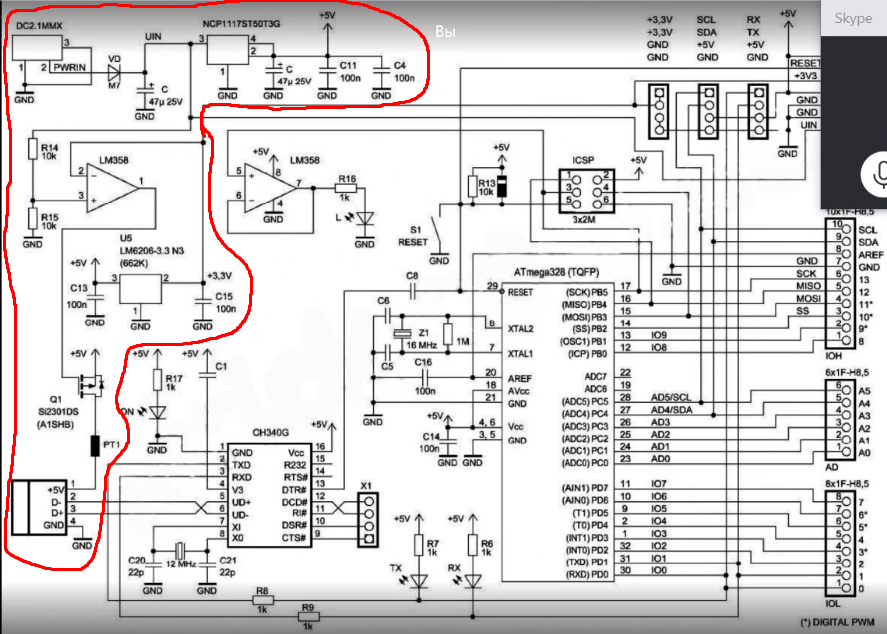 DC2.1MMX
3
2 PWRIN
1
GND
VD
M7
UIN
C
47µ 25V
GND
NCP1117ST50T3G
3
4
2
1
GND
+5V
C
47µ 25V
GND
C11
100n
GND
C4
100n
GND
Вы
Skype
+3,3V SCL RX
+3,3V SDA TX
GND +5V +5V
GND GND GND
+5V
RESET
+3V3
GND
GND
UIN
GND
R14
10k
R15
10k
GND
LM358
2
3
1
U5
LM6206-3.3 N3
(662K)
+5V
3
2
1
+3,3V
C13
100n
GND
GND
C15
100n
GND
+5V
LM358
5
6
8
7
4
GND
R16
1k
L
GND
+5V
R13
10k
S1
RESET
GND
ICSP
1 2
3 4
5 6
3x2M
+5V
GND
C8
C6
C5
Z1
16 MHz
1M
C16
100n
GND
+5V
C14
100n
GND
GND
ATmega328 (TQFP)
29 RESET
8 XTAL2
7 XTAL1
20 AREF
18 AVcc
21 GND
4, 6 Vcc
3, 5 GND
(SCK) PB5 17
(MISO) PB4 16
(MOSI) PB3 15
(SS) PB2 14
(OSC1) PB1 13 IO9
(ICP) PB0 12 IO8
ADC7 22
ADC6 19
(ADC5) PC5 28 AD5/SCL
(ADC4) PC4 27 AD4/SDA
(ADC3) PC3 26 AD3
(ADC2) PC2 25 AD2
(ADC1) PC1 24 AD1
(ADC0) PC0 23 AD0
(AIN1) PD7 11 IO7
(AIN0) PD6 10 IO6
(T1) PD5 9 IO5
(T0) PD4 2 IO4
(INT1) PD3 1 IO3
(INT0) PD2 32 IO2
(TXD) PD1 31 IO1
(RXD) PD0 30 IO0
10x1F-H8,5
10 SCL
9 SDA
8 AREF
GND 7 GND
SCK 6 13
MISO 5 12
MOSI 4 11*
SS 3 10*
2 9*
1 8
IOH
6x1F-H8,5
6 A5
5 A4
4 A3
3 A2
2 A1
1 A0
AD
8x1F-H8,5
8 7
7 6*
6 5*
5 4
4 3*
3 2
2 1
1 0
IOL
(*) DIGITAL PWM
+5V
Q1
Si2301DS
(A1SHB)
PT1
+5V 1
D- 2
D+ 3
GND 4
GND
+5V
R17
1k
ON
GND
+5V
C1
CH340G
1 GND
2 TXD
3 RXD
4 V3
5 UD+
6 UD-
7 XI
8 X0
Vcc 16
R232 15
RTS# 14
DTR# 13
DCD# 12
RI# 11
DSR# 10
CTS# 9
+5V
X1
C20
22p
GND
12 MHz
C21
22p
GND
+5V
R7
1k
TX
+5V
R6
1k
RX
R8
1k
R9
1k